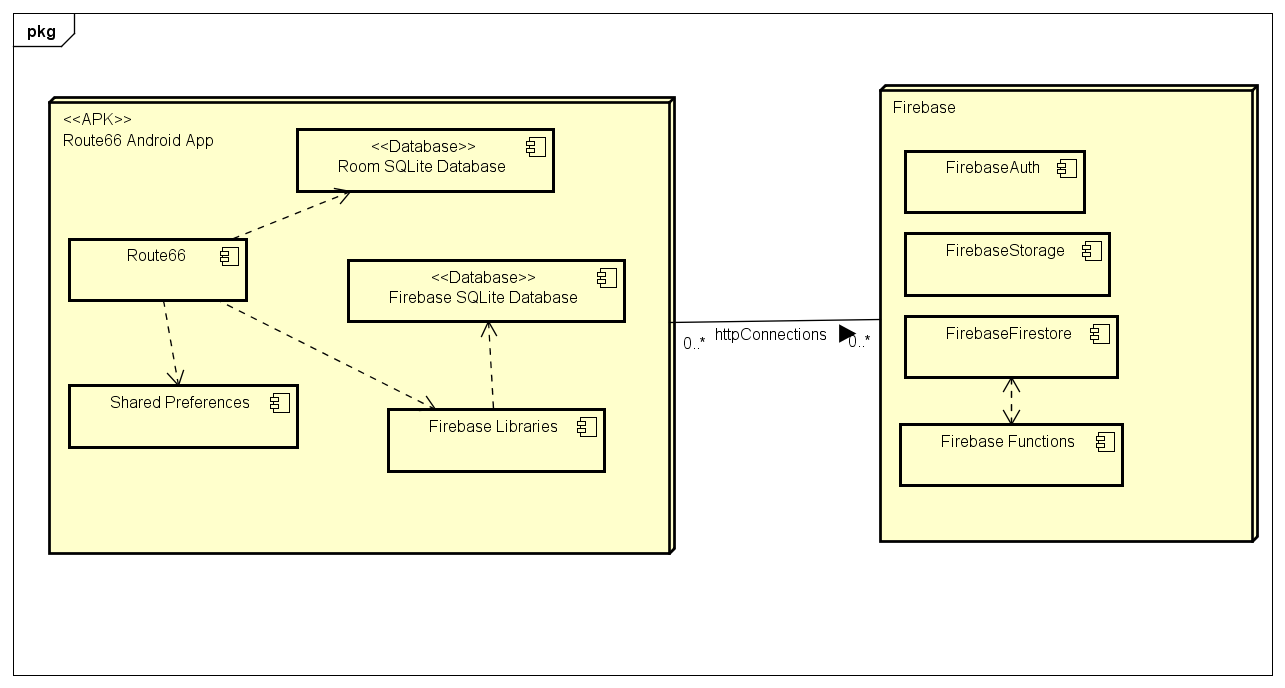 pkg
<<APK>>
Route66 Android App
<<Database>>
Room SQLite Database
Route66
<<Database>>
Firebase SQLite Database
Shared Preferences
Firebase Libraries
0..*
httpConnections
0..*
Firebase
FirebaseAuth
FirebaseStorage
FirebaseFirestore
Firebase Functions